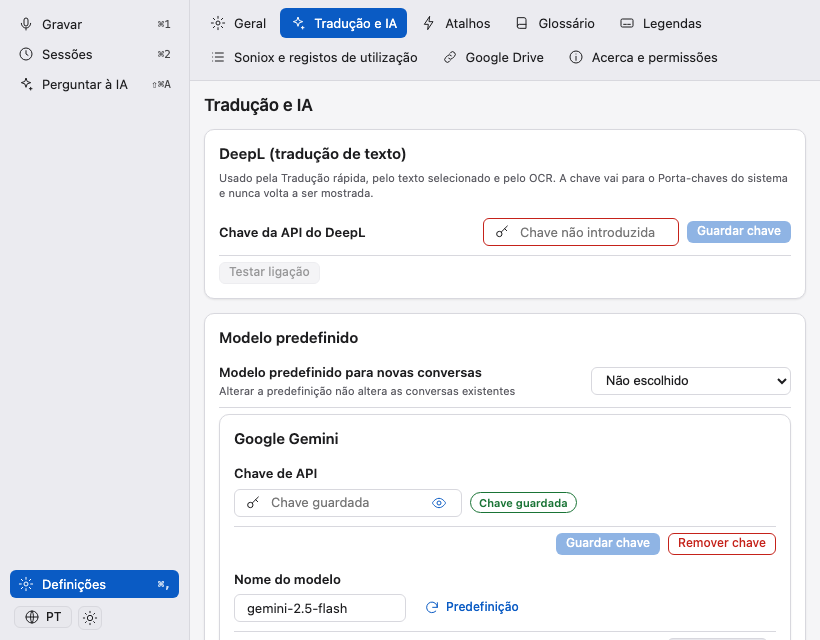 Gravar ⌘1
Sessões ⌘2
Perguntar à IA ⇧⌘A
Geral
Tradução e IA
Atalhos
Glossário
Legendas
Soniox e registos de utilização
Google Drive
Acerca e permissões
Tradução e IA
DeepL (tradução de texto)
Usado pela Tradução rápida, pelo texto selecionado e pelo OCR. A chave vai para o Porta-chaves do sistema
e nunca volta a ser mostrada.
Chave da API do DeepL
Chave não introduzida
Guardar chave
Testar ligação
Modelo predefinido
Modelo predefinido para novas conversas
Alterar a predefinição não altera as conversas existentes
Não escolhido
Google Gemini
Chave de API
Chave guardada
Chave guardada
Guardar chave
Remover chave
Nome do modelo
gemini-2.5-flash
Predefinição
Definições ⌘,
PT